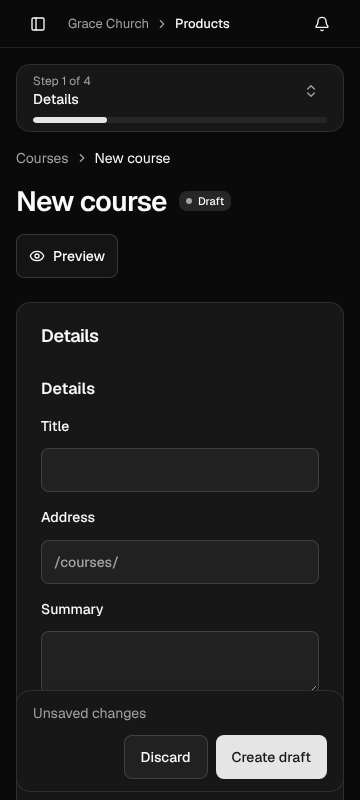 Grace Church > Products
Step 1 of 4
Details
Courses > New course
New course
Draft
Preview
Details
Details
Title
Address
/courses/
Summary
Unsaved changes
Discard
Create draft